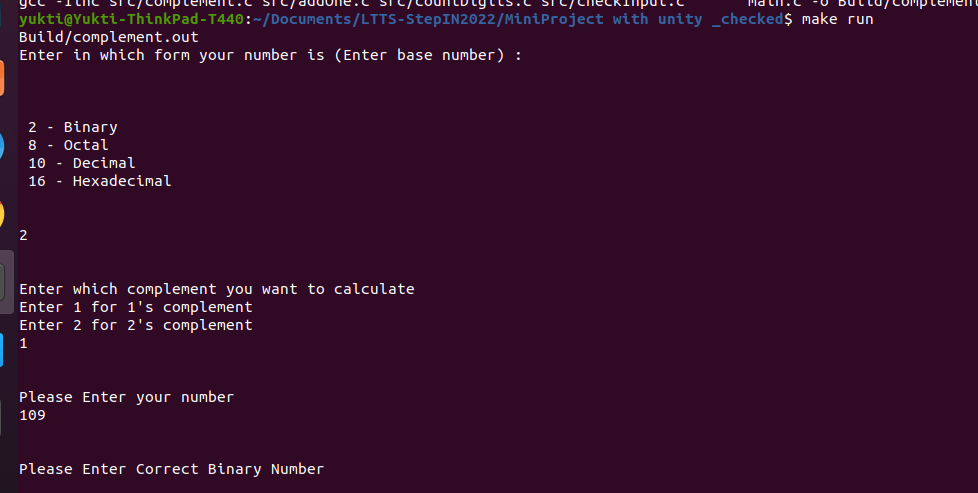 gcc -Iinc src/complement.c src/addOne.c src/countDigits.c src/checkInput.c Main.c -o Build/complement
yukti@Yukti-ThinkPad-T440:~/Documents/LTTS-StepIN2022/MiniProject with unity _checked$ make run
Build/complement.out
Enter in which form your number is (Enter base number) :
2 - Binary
8 - Octal
10 - Decimal
16 - Hexadecimal
2
Enter which complement you want to calculate
Enter 1 for 1's complement
Enter 2 for 2's complement
1
Please Enter your number
109
Please Enter Correct Binary Number